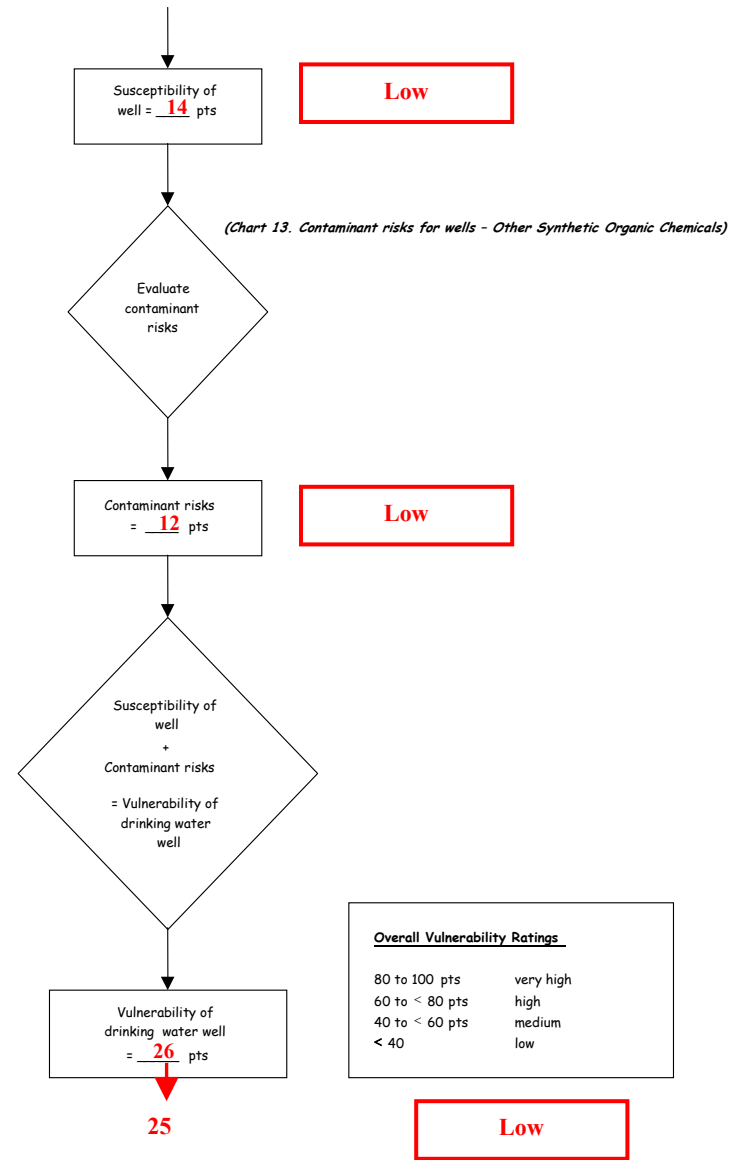 Susceptibility of
well = 14 pts
Low
(Chart 13. Contaminant risks for wells – Other Synthetic Organic Chemicals)
Evaluate
contaminant
risks
Contaminant risks
= 12 pts
Low
Susceptibility of
well
+
Contaminant risks
= Vulnerability of
drinking water
well
Vulnerability of
drinking water well
= 26 pts
25
Overall Vulnerability Ratings
80 to 100 pts very high
60 to < 80 pts high
40 to < 60 pts medium
< 40 low
Low